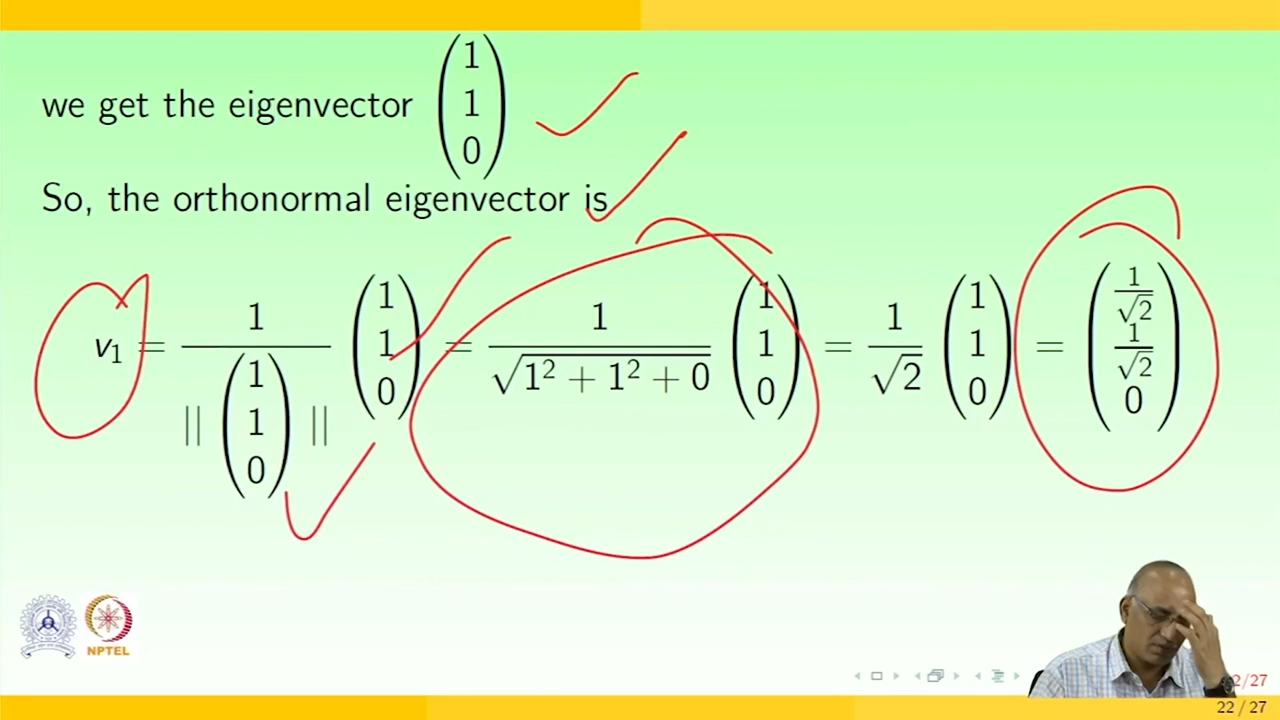 we get the eigenvector (1 1 0)
So, the orthonormal eigenvector is
v₁ = 1 / || (1 1 0) || (1 1 0) = 1 / √(1² + 1² + 0) (1 1 0) = 1 / √2 (1 1 0) = (1/√2 1/√2 0)
NPTEL
2/27
22 / 27